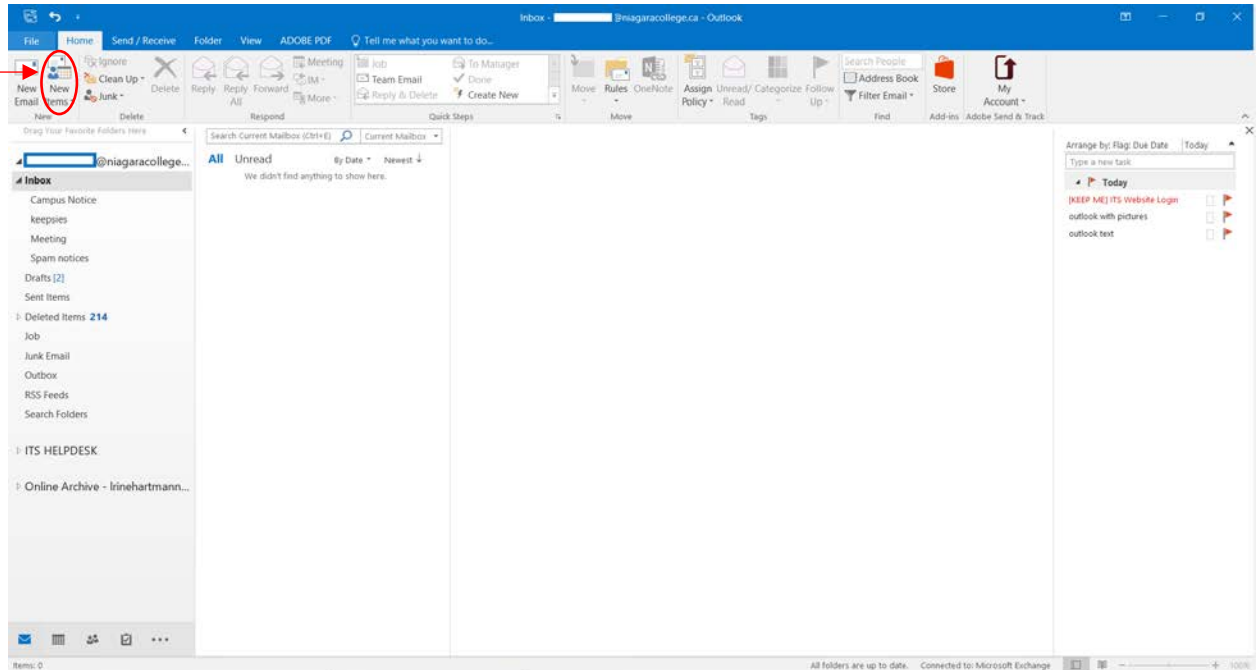 Inbox - @niagaracollege.ca - Outlook
File Home Send / Receive Folder View ADOBE PDF Tell me what you want to do...
New Email
New Items
Ignore
Clean Up
Junk
Delete
Reply
Reply All
Forward
Meeting
IM
More
Job
Team Email
Reply & Delete
To Manager
Done
Create New
Move
Rules
OneNote
Assign Policy
Unread/ Read
Categorize
Follow Up
Search People
Address Book
Filter Email
Store
My Account
New Delete Respond Quick Steps Move Tags Find Add-ins Adobe Send & Track
Drag Your Favorite Folders Here
@niagaracollege...
Inbox
Campus Notice
keepsies
Meeting
Spam notices
Drafts [2]
Sent Items
Deleted Items 214
Job
Junk Email
Outbox
RSS Feeds
Search Folders
ITS HELPDESK
Online Archive - lrinehartmann...
Search Current Mailbox (Ctrl+E) Current Mailbox
All Unread By Date Newest ↓
We didn't find anything to show here.
Arrange by: Flag: Due Date Today
Type a new task
Today
[KEEP ME] ITS Website Login
outlook with pictures
outlook text
Items: 0
All folders are up to date. Connected to: Microsoft Exchange
100%